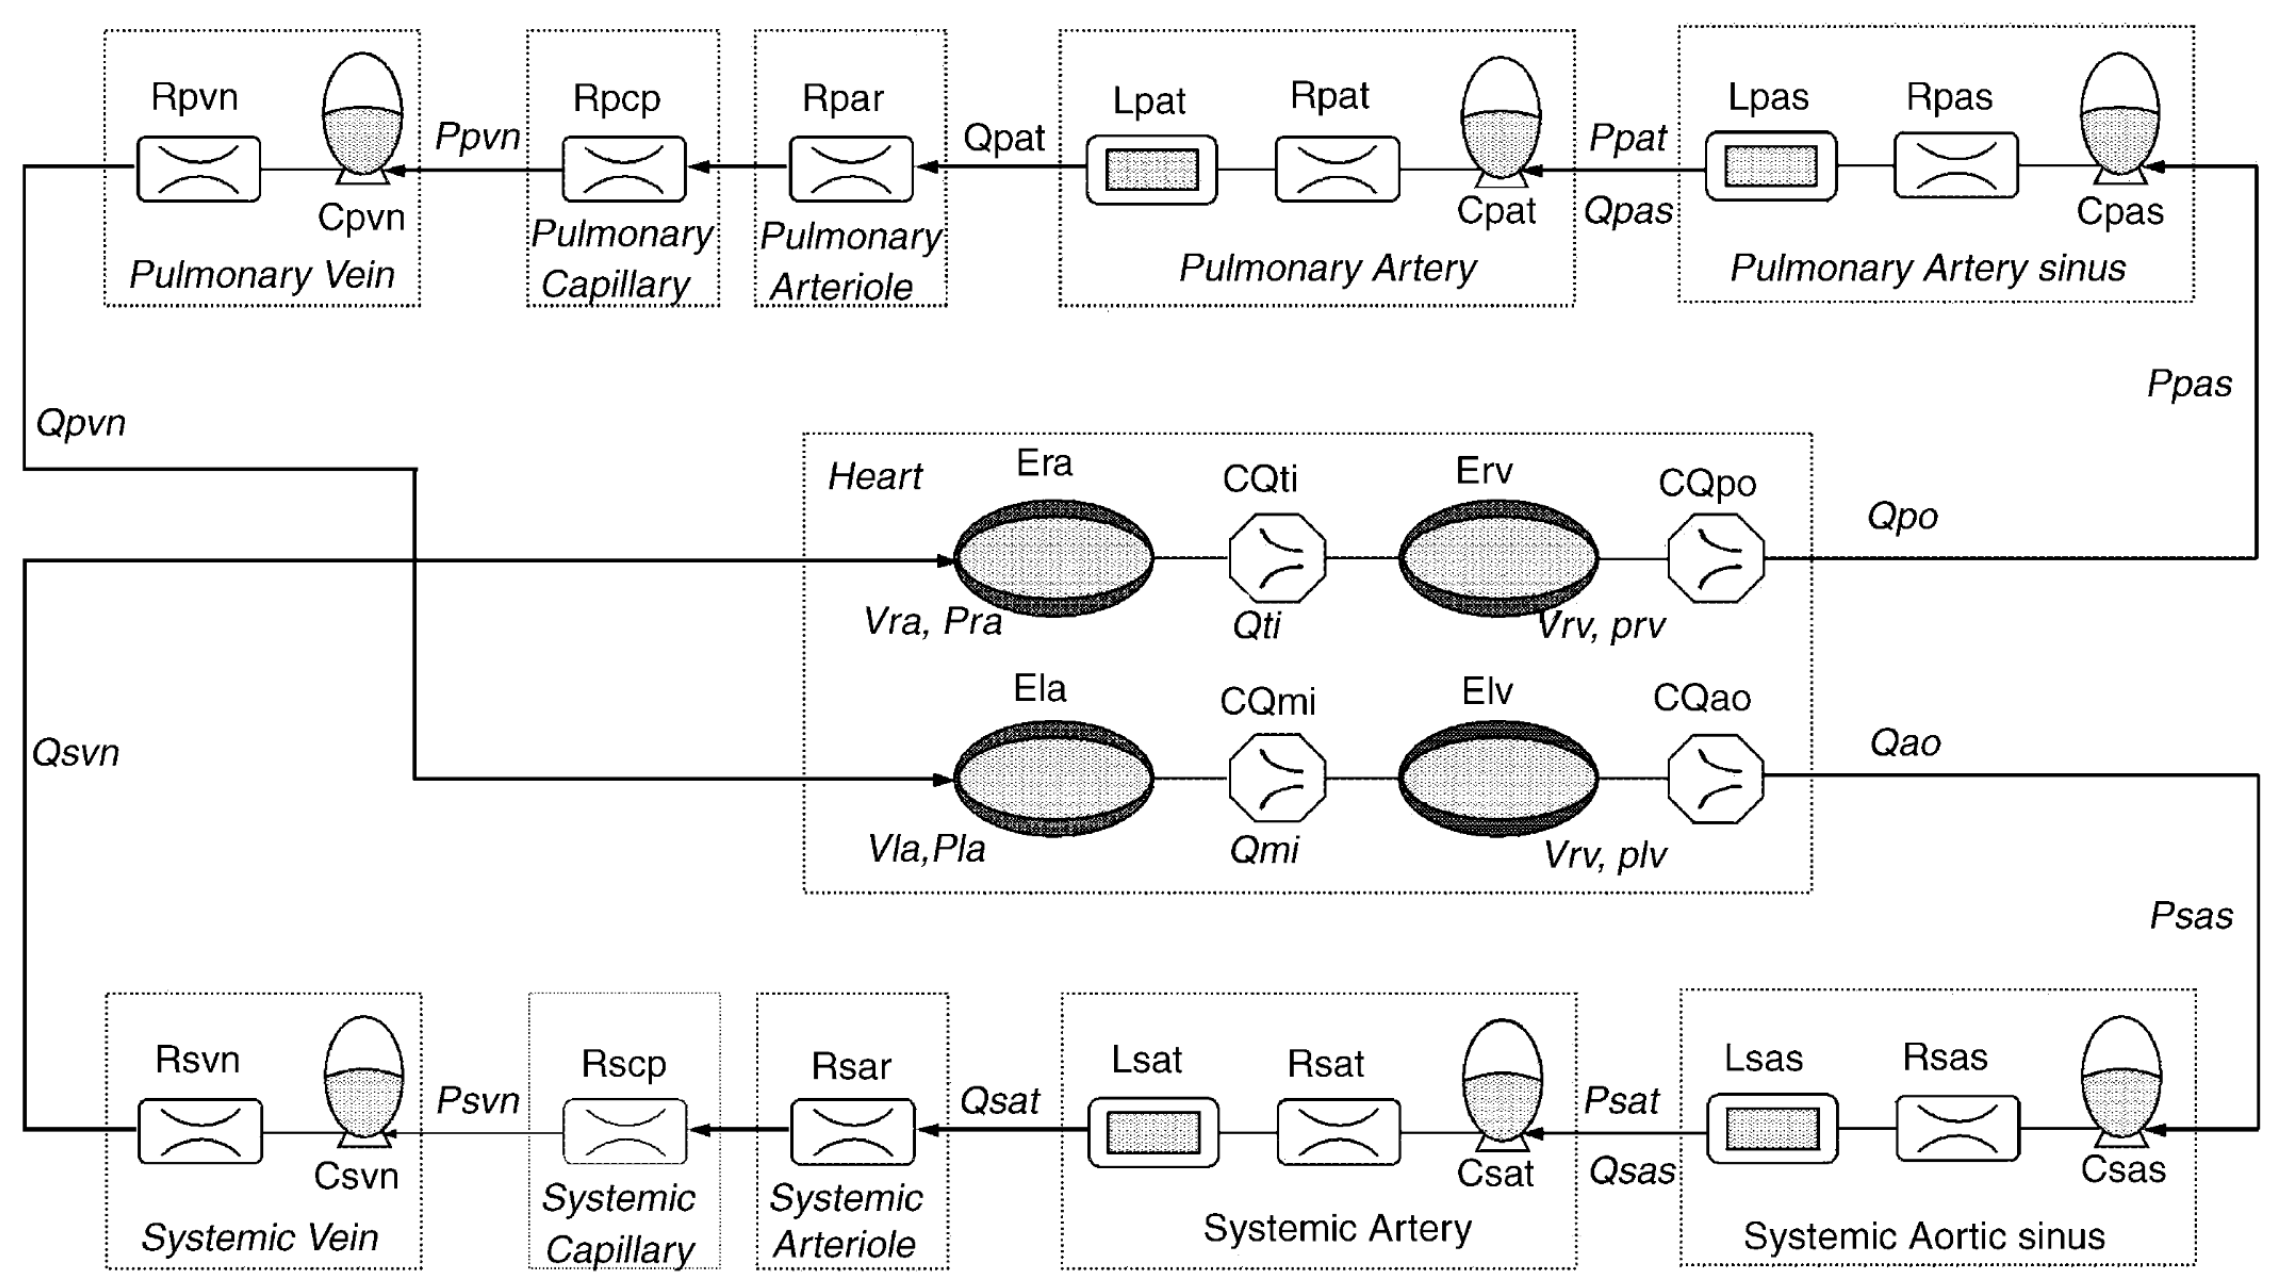 Rpvn
Cpvn
Pulmonary Vein
Ppvn
Rpcp
Pulmonary
Capillary
Rpar
Pulmonary
Arteriole
Qpat
Lpat
Rpat
Cpat
Pulmonary Artery
Ppat
Qpas
Lpas
Rpas
Cpas
Pulmonary Artery sinus
Ppas
Qpvn
Heart
Era
CQti
Erv
CQpo
Qpo
Vra, Pra
Qti
Vrv, prv
Ela
CQmi
Elv
CQao
Qao
Vla,Pla
Qmi
Vrv, plv
Qsvn
Psas
Rsvn
Csvn
Systemic Vein
Psvn
Rscp
Systemic
Capillary
Rsar
Systemic
Arteriole
Qsat
Lsat
Rsat
Csat
Systemic Artery
Psat
Qsas
Lsas
Rsas
Csas
Systemic Aortic sinus